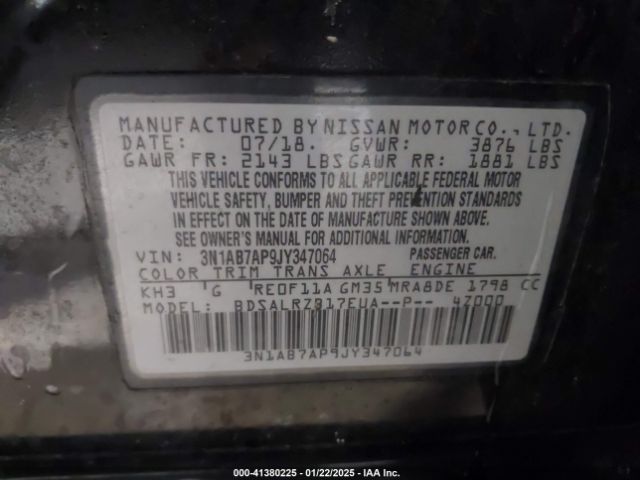 MANUFACTURED BY NISSAN MOTOR CO., LTD.
DATE: 07/18. GVWR: 3876 LBS
GAWR FR: 2143 LBS GAWR RR: 1881 LBS
THIS VEHICLE CONFORMS TO ALL APPLICABLE FEDERAL MOTOR
VEHICLE SAFETY, BUMPER AND THEFT PREVENTION STANDARDS
IN EFFECT ON THE DATE OF MANUFACTURE SHOWN ABOVE.
SEE OWNER'S MANUAL FOR ADDITIONAL INFORMATION.
VIN: 3N1AB7AP9JY347064 PASSENGER CAR.
COLOR TRIM TRANS AXLE ENGINE
KH3 G RE0F11A GM35 MRA8DE 1798 CC
MODEL: BDSALRZB17EUA--P-- 4Z000
3N1AB7AP9JY347064
00-41380225 - 01/22/2025 - IAA Inc.